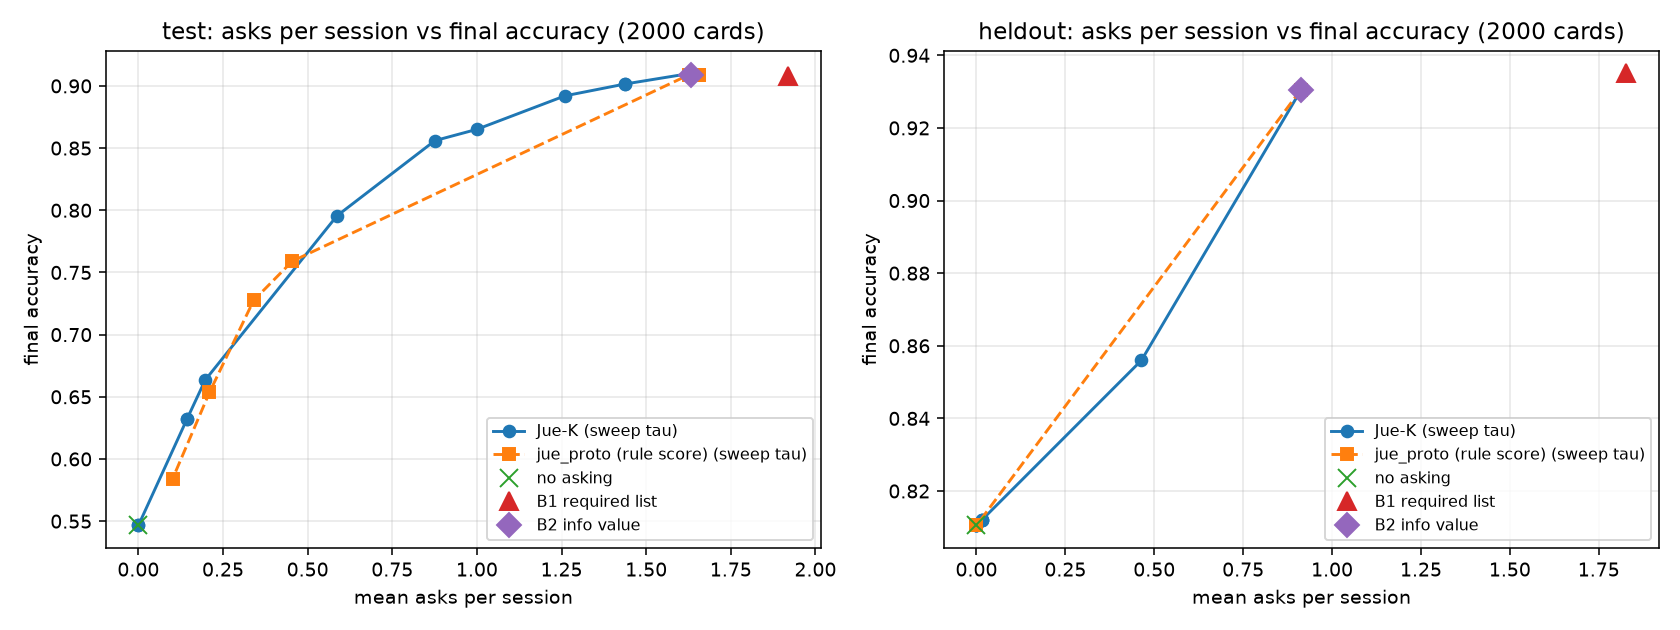 test: asks per session vs final accuracy (2000 cards)
final accuracy
0.90
0.85
0.80
0.75
0.70
0.65
0.60
0.55
0.00 0.25 0.50 0.75 1.00 1.25 1.50 1.75 2.00
mean asks per session
Jue-K (sweep tau)
jue_proto (rule score) (sweep tau)
no asking
B1 required list
B2 info value
heldout: asks per session vs final accuracy (2000 cards)
final accuracy
0.94
0.92
0.90
0.88
0.86
0.84
0.82
0.00 0.25 0.50 0.75 1.00 1.25 1.50 1.75
mean asks per session
Jue-K (sweep tau)
jue_proto (rule score) (sweep tau)
no asking
B1 required list
B2 info value